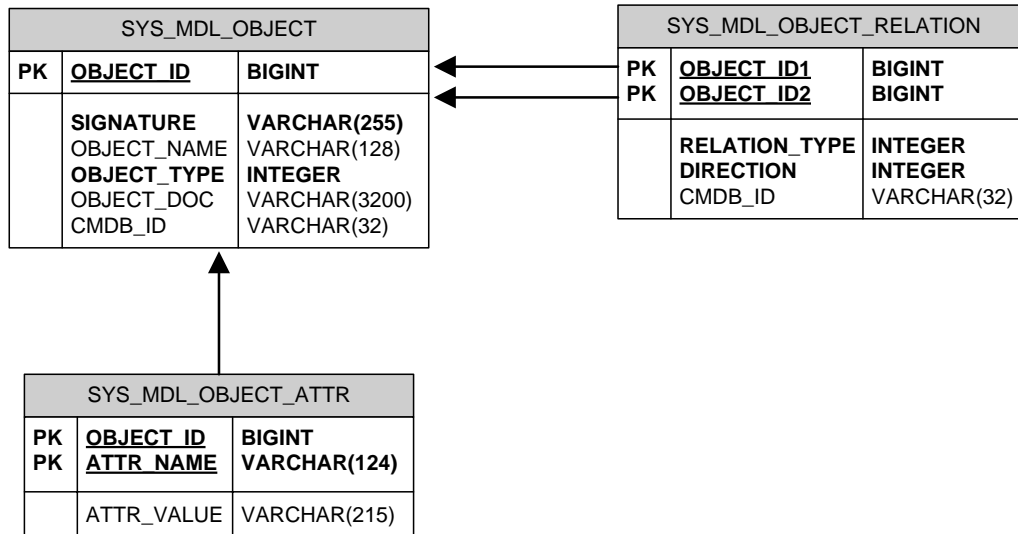 SYS_MDL_OBJECT
PK OBJECT_ID BIGINT
SIGNATURE VARCHAR(255)
OBJECT_NAME VARCHAR(128)
OBJECT_TYPE INTEGER
OBJECT_DOC VARCHAR(3200)
CMDB_ID VARCHAR(32)
SYS_MDL_OBJECT_RELATION
PK OBJECT_ID1 BIGINT
PK OBJECT_ID2 BIGINT
RELATION_TYPE INTEGER
DIRECTION INTEGER
CMDB_ID VARCHAR(32)
SYS_MDL_OBJECT_ATTR
PK OBJECT_ID BIGINT
PK ATTR_NAME VARCHAR(124)
ATTR_VALUE VARCHAR(215)